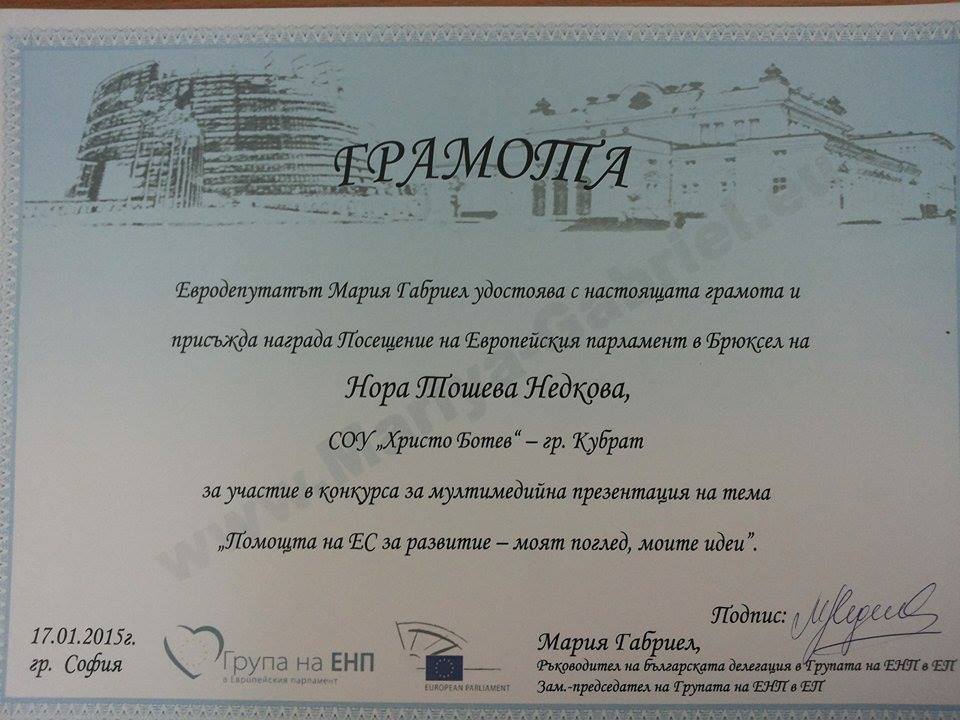 ГРАМОТА
Евродепутатът Мария Габриел удостоява с настоящата грамота и
присъжда награда Посещение на Европейския парламент в Брюксел на
Нора Тошева Недкова,
СОУ „Христо Ботев“ – гр. Кубрат
за участие в конкурса за мултимедийна презентация на тема
„Помощта на ЕС за развитие – моят поглед, моите идеи”.
www.Mariya-Gabriel.eu
17.01.2015г.
гр. София
Група на ЕНП
в Европейския парламент
EUROPEAN PARLIAMENT
Подпис:
Мария Габриел,
Ръководител на българската делегация в Групата на ЕНП в ЕП
Зам.-председател на Групата на ЕНП в ЕП